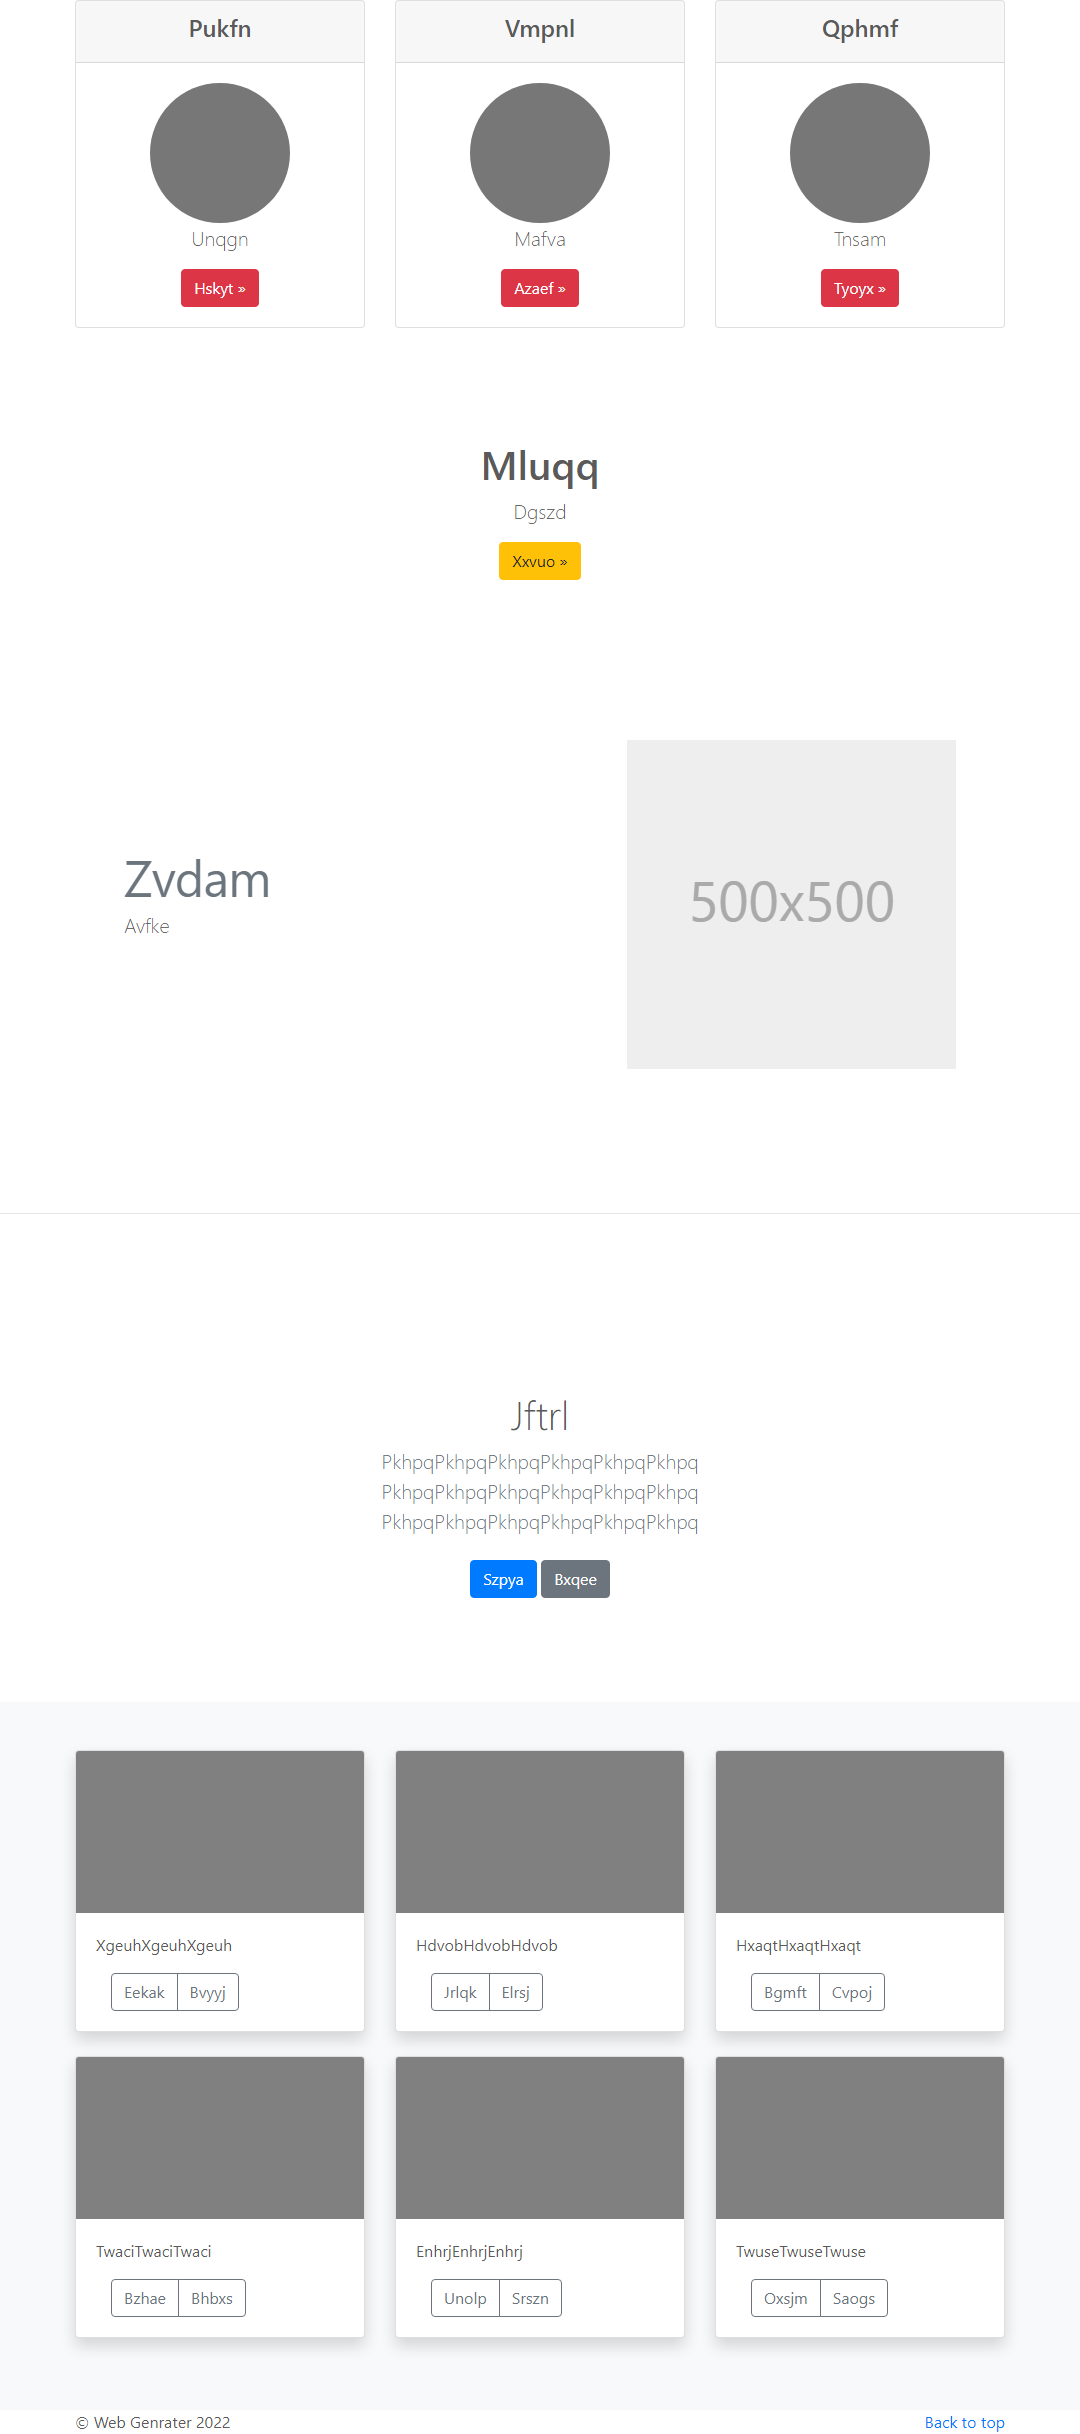 Pukfn
Vmpnl
Qphmf
Unqgn
Mafva
Tnsam
Hskyt »
Azaef »
Tyoyx »
Mluqq
Dgszd
Xxvuo »
Zvdam
Avfke
500x500
Jftrl
PkhpqPkhpqPkhpqPkhpqPkhpqPkhpq
PkhpqPkhpqPkhpqPkhpqPkhpqPkhpq
PkhpqPkhpqPkhpqPkhpqPkhpqPkhpq
Szpya Bxqee
XgeuhXgeuhXgeuh
Eekak Bvyyj
HdvobHdvobHdvob
Jrlqk Elrsj
HxaqtHxaqtHxaqt
Bgmft Cvpoj
TwaciTwaciTwaci
Bzhae Bhbxs
EnhrjEnhrjEnhrj
Unolp Srszn
TwuseTwuseTwuse
Oxsjm Saogs
© Web Genrater 2022
Back to top